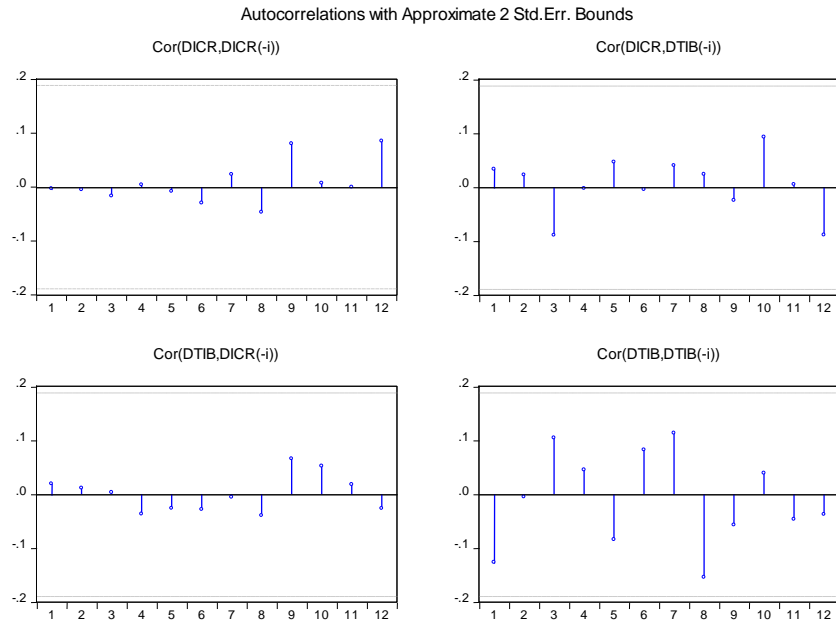 Autocorrelations with Approximate 2 Std.Err. Bounds
Cor(DICR,DICR(-i))
.2
.1
.0
-.1
-.2
1 2 3 4 5 6 7 8 9 10 11 12
Cor(DICR,DTIB(-i))
.2
.1
.0
-.1
-.2
1 2 3 4 5 6 7 8 9 10 11 12
Cor(DTIB,DICR(-i))
.2
.1
.0
-.1
-.2
1 2 3 4 5 6 7 8 9 10 11 12
Cor(DTIB,DTIB(-i))
.2
.1
.0
-.1
-.2
1 2 3 4 5 6 7 8 9 10 11 12